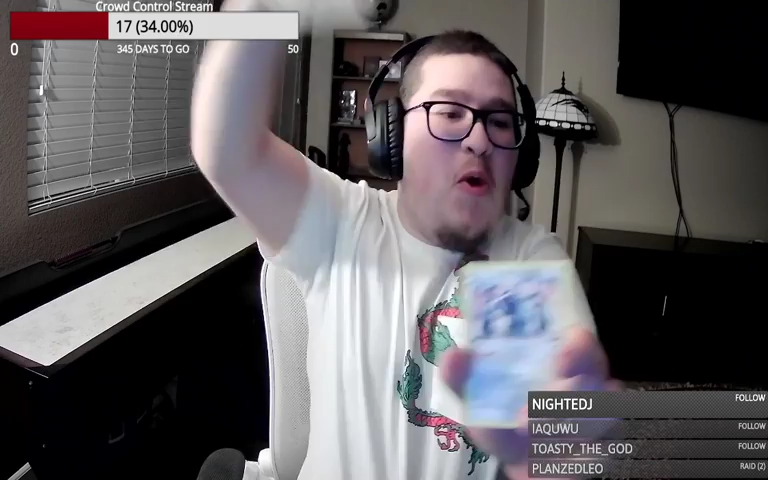 Crowd Control Stream
17 (34.00%)
0 345 DAYS TO GO 50
NIGHTEDJ FOLLOW
IAQUWU FOLLOW
TOASTY_THE_GOD FOLLOW
PLANZEDLEO RAID (2)